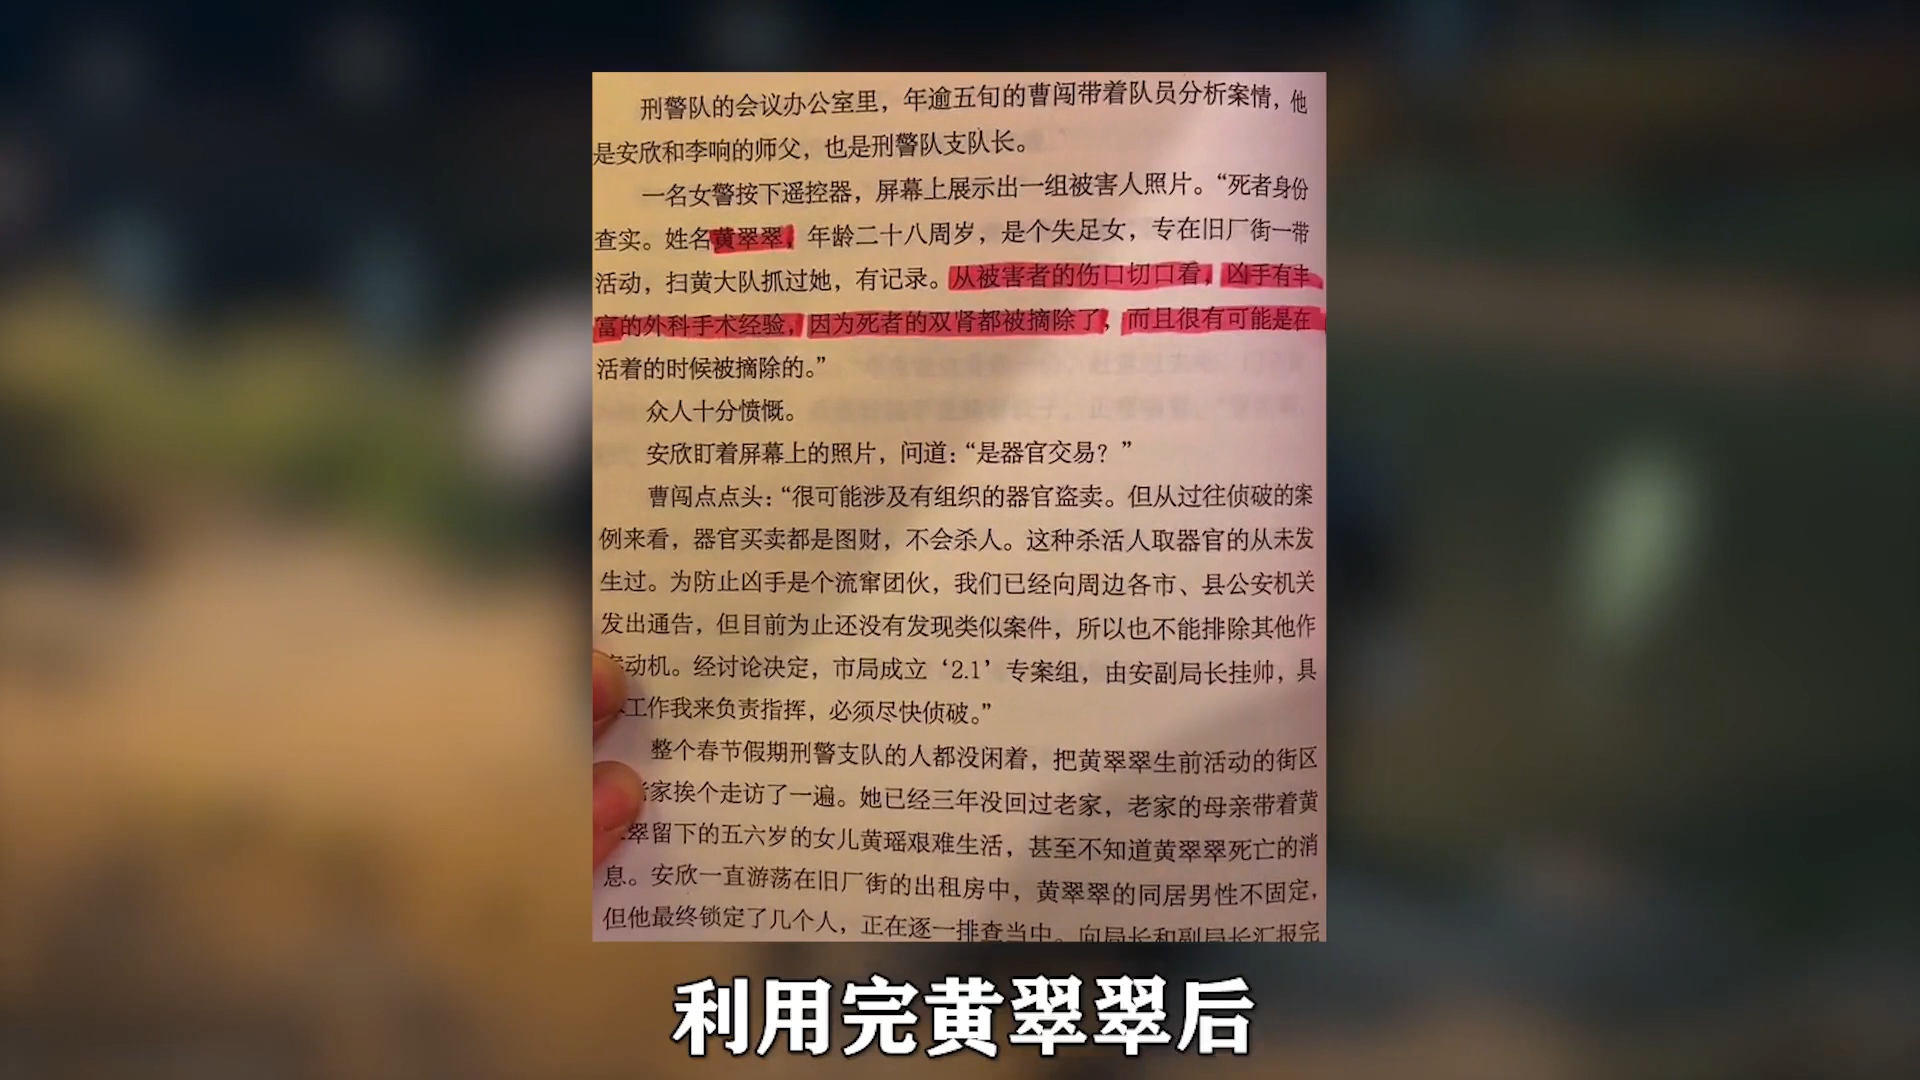 刑警队的会议办公室里，年逾五旬的曹闯带着队员分析案情，他
是安欣和李响的师父，也是刑警队支队长。
一名女警按下遥控器，屏幕上展示出一组被害人照片。“死者身份
查实。姓名黄翠翠，年龄二十八周岁，是个失足女，专在旧厂街一带
活动，扫黄大队抓过她，有记录。从被害者的伤口切口看，凶手有丰
富的外科手术经验，因为死者的双肾都被摘除了，而且很有可能是在
活着的时候被摘除的。”
众人十分愤慨。
安欣盯着屏幕上的照片，问道：“是器官交易？”
曹闯点点头：“很可能涉及有组织的器官盗卖。但从过往侦破的案
例来看，器官买卖都是图财，不会杀人。这种杀活人取器官的从未发
生过。为防止凶手是个流窜团伙，我们已经向周边各市、县公安机关
发出通告，但目前为止还没有发现类似案件，所以也不能排除其他作
动机。经讨论决定，市局成立‘2.1’专案组，由安副局长挂帅，具
工作我来负责指挥，必须尽快侦破。”
整个春节假期刑警支队的人都没闲着，把黄翠翠生前活动的街区
家挨个走访了一遍。她已经三年没回过老家，老家的母亲带着黄
翠留下的五六岁的女儿黄瑶艰难生活，甚至不知道黄翠翠死亡的消
息。安欣一直游荡在旧厂街的出租房中，黄翠翠的同居男性不固定，
但他最终锁定了几个人，正在逐一排查当中。向局长和副局长汇报完
利用完黄翠翠后